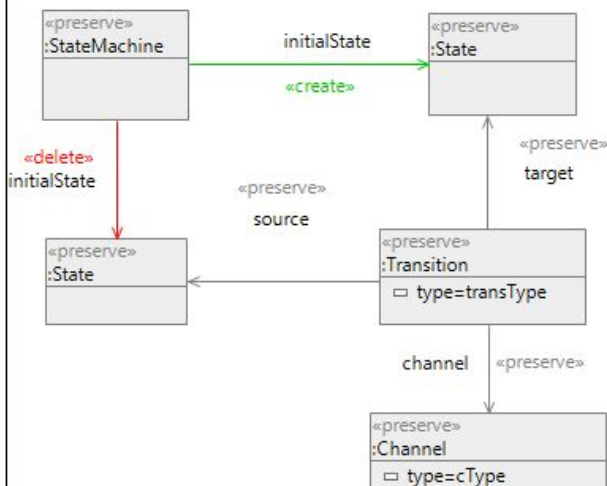 «preserve»
:StateMachine
initialState
«create»
«preserve»
:State
«delete»
initialState
«preserve»
source
«preserve»
target
«preserve»
:State
«preserve»
:Transition
type=transType
channel «preserve»
«preserve»
:Channel
type=cType